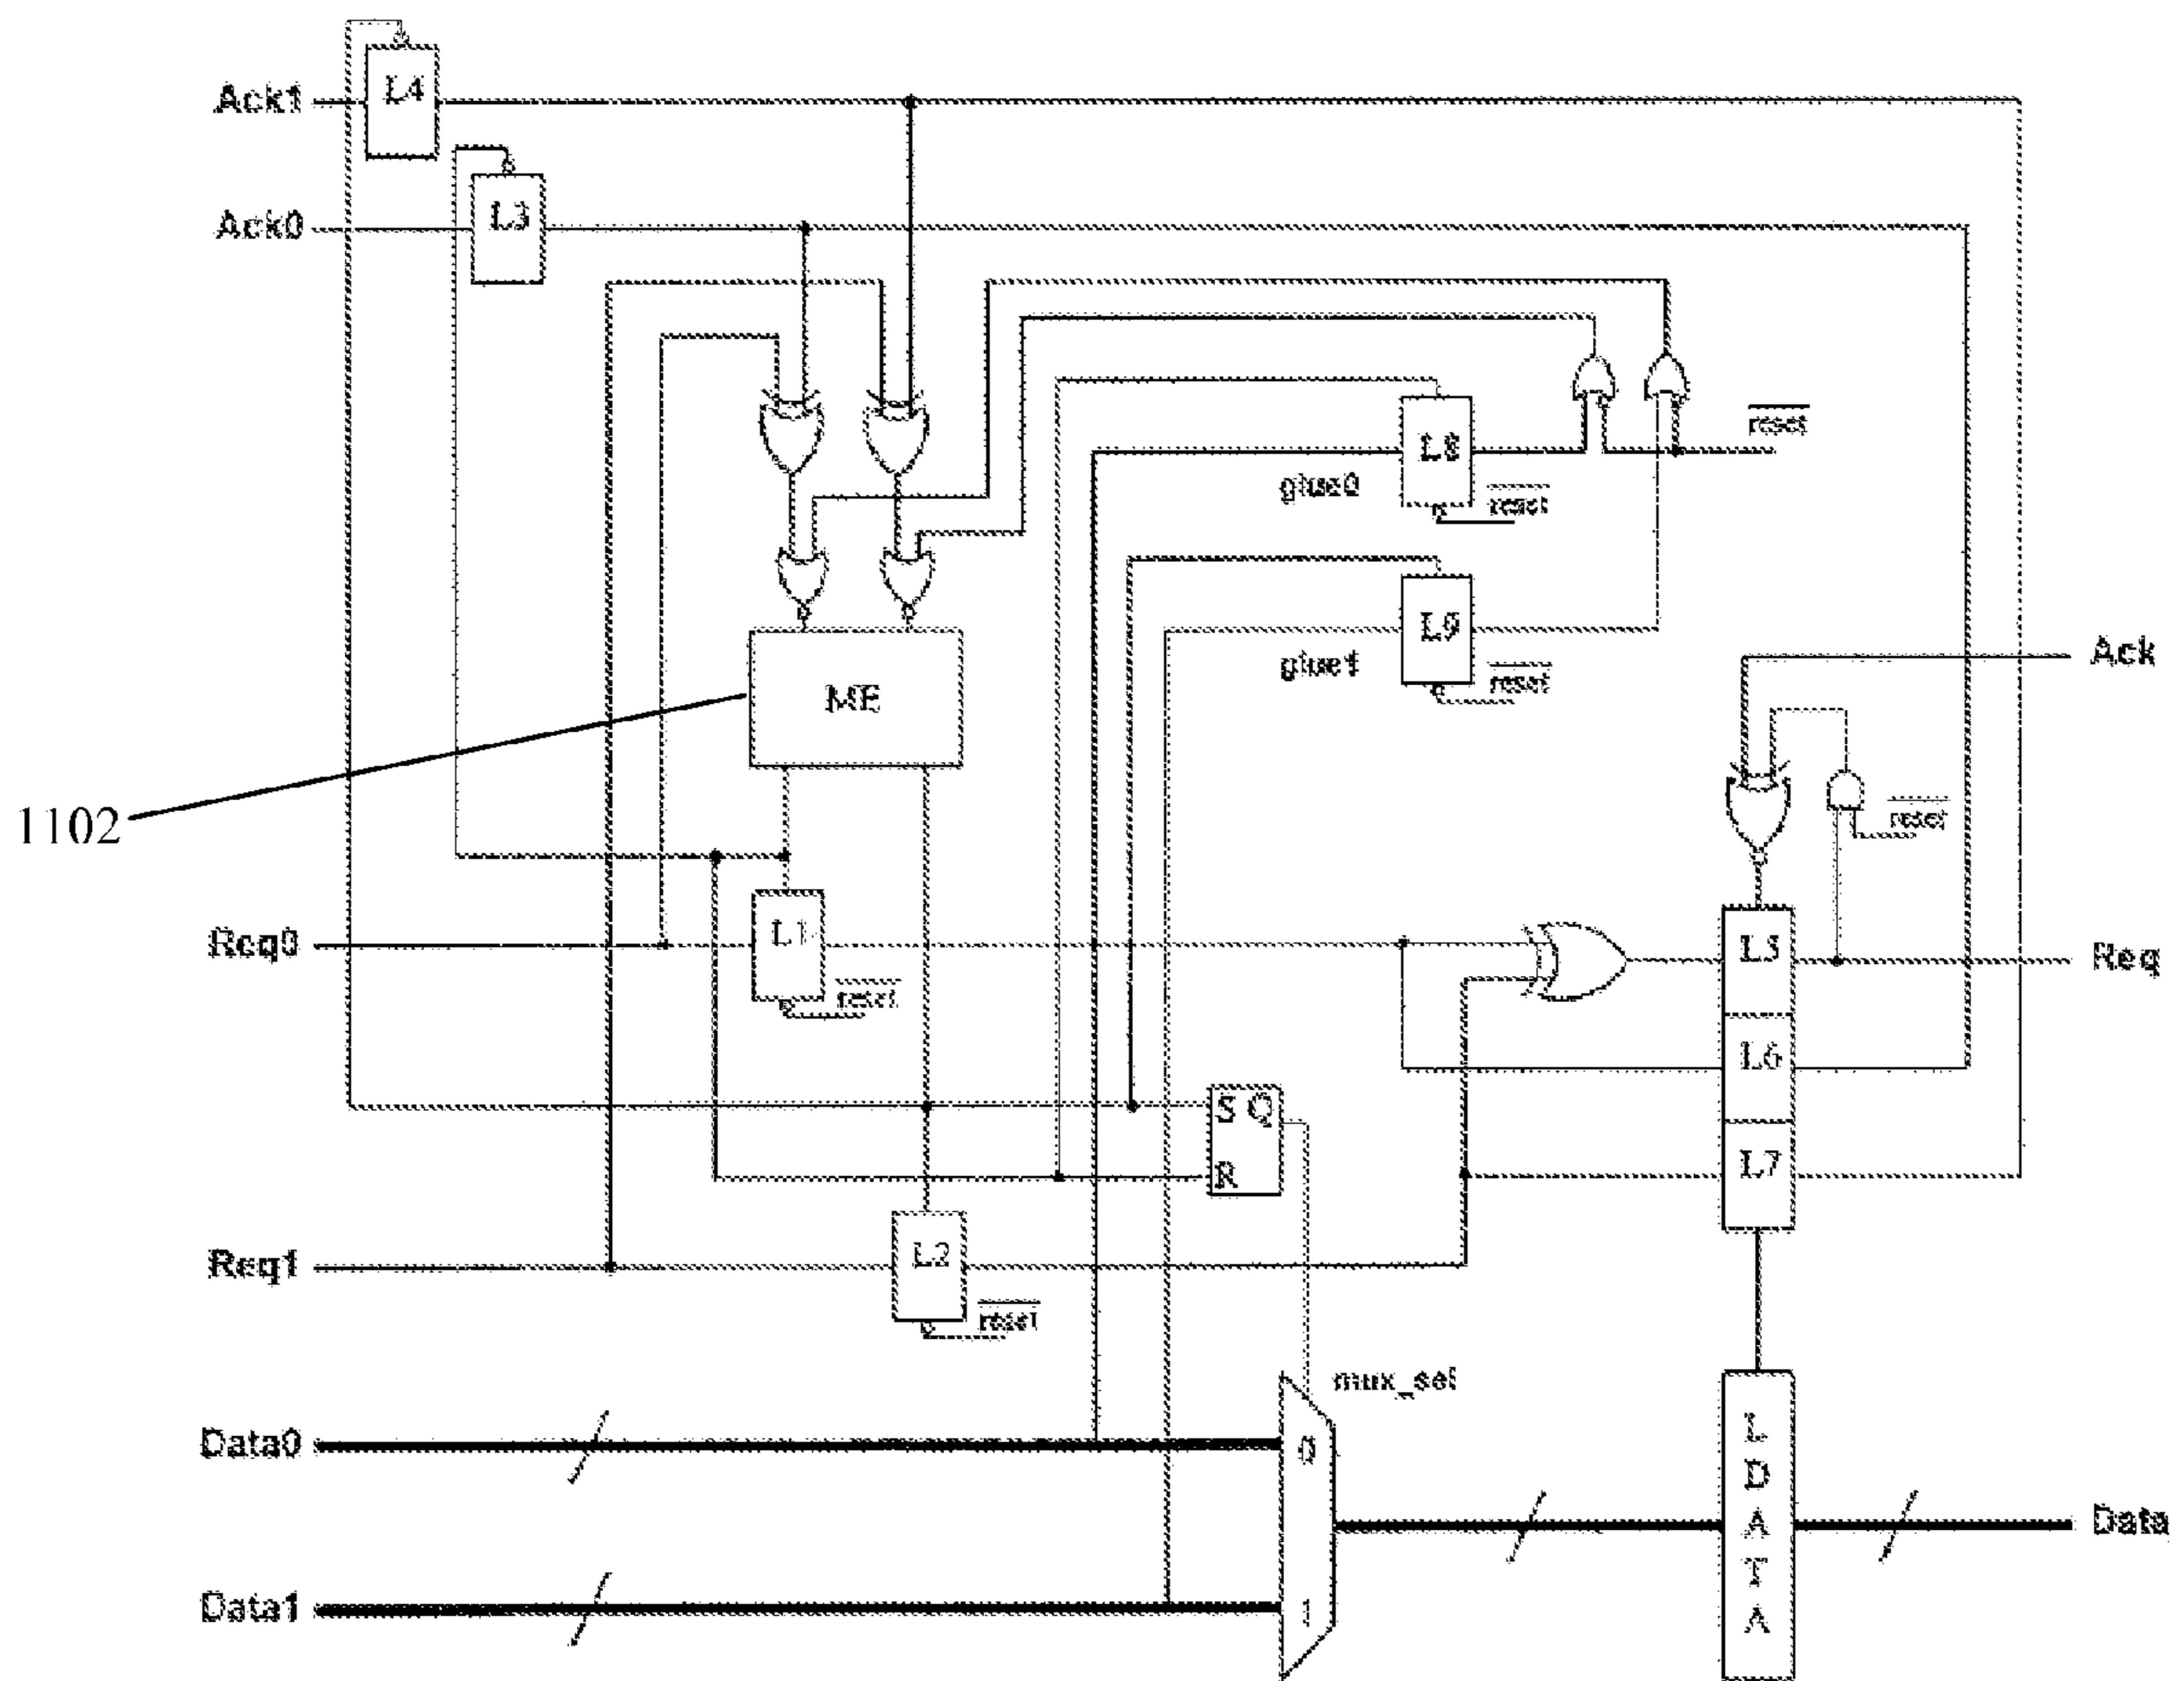 Ack1
L4
Ack0
L3
L8
reset
glue0
reset
L9
glue1
reset
Ack
ME
1102
reset
Req0
L1
reset
L5
Req
L6
S Q
R
L7
Req1
L2
reset
mux_sel
Data0
0
L
D
A
T
A
Data
Data1
1